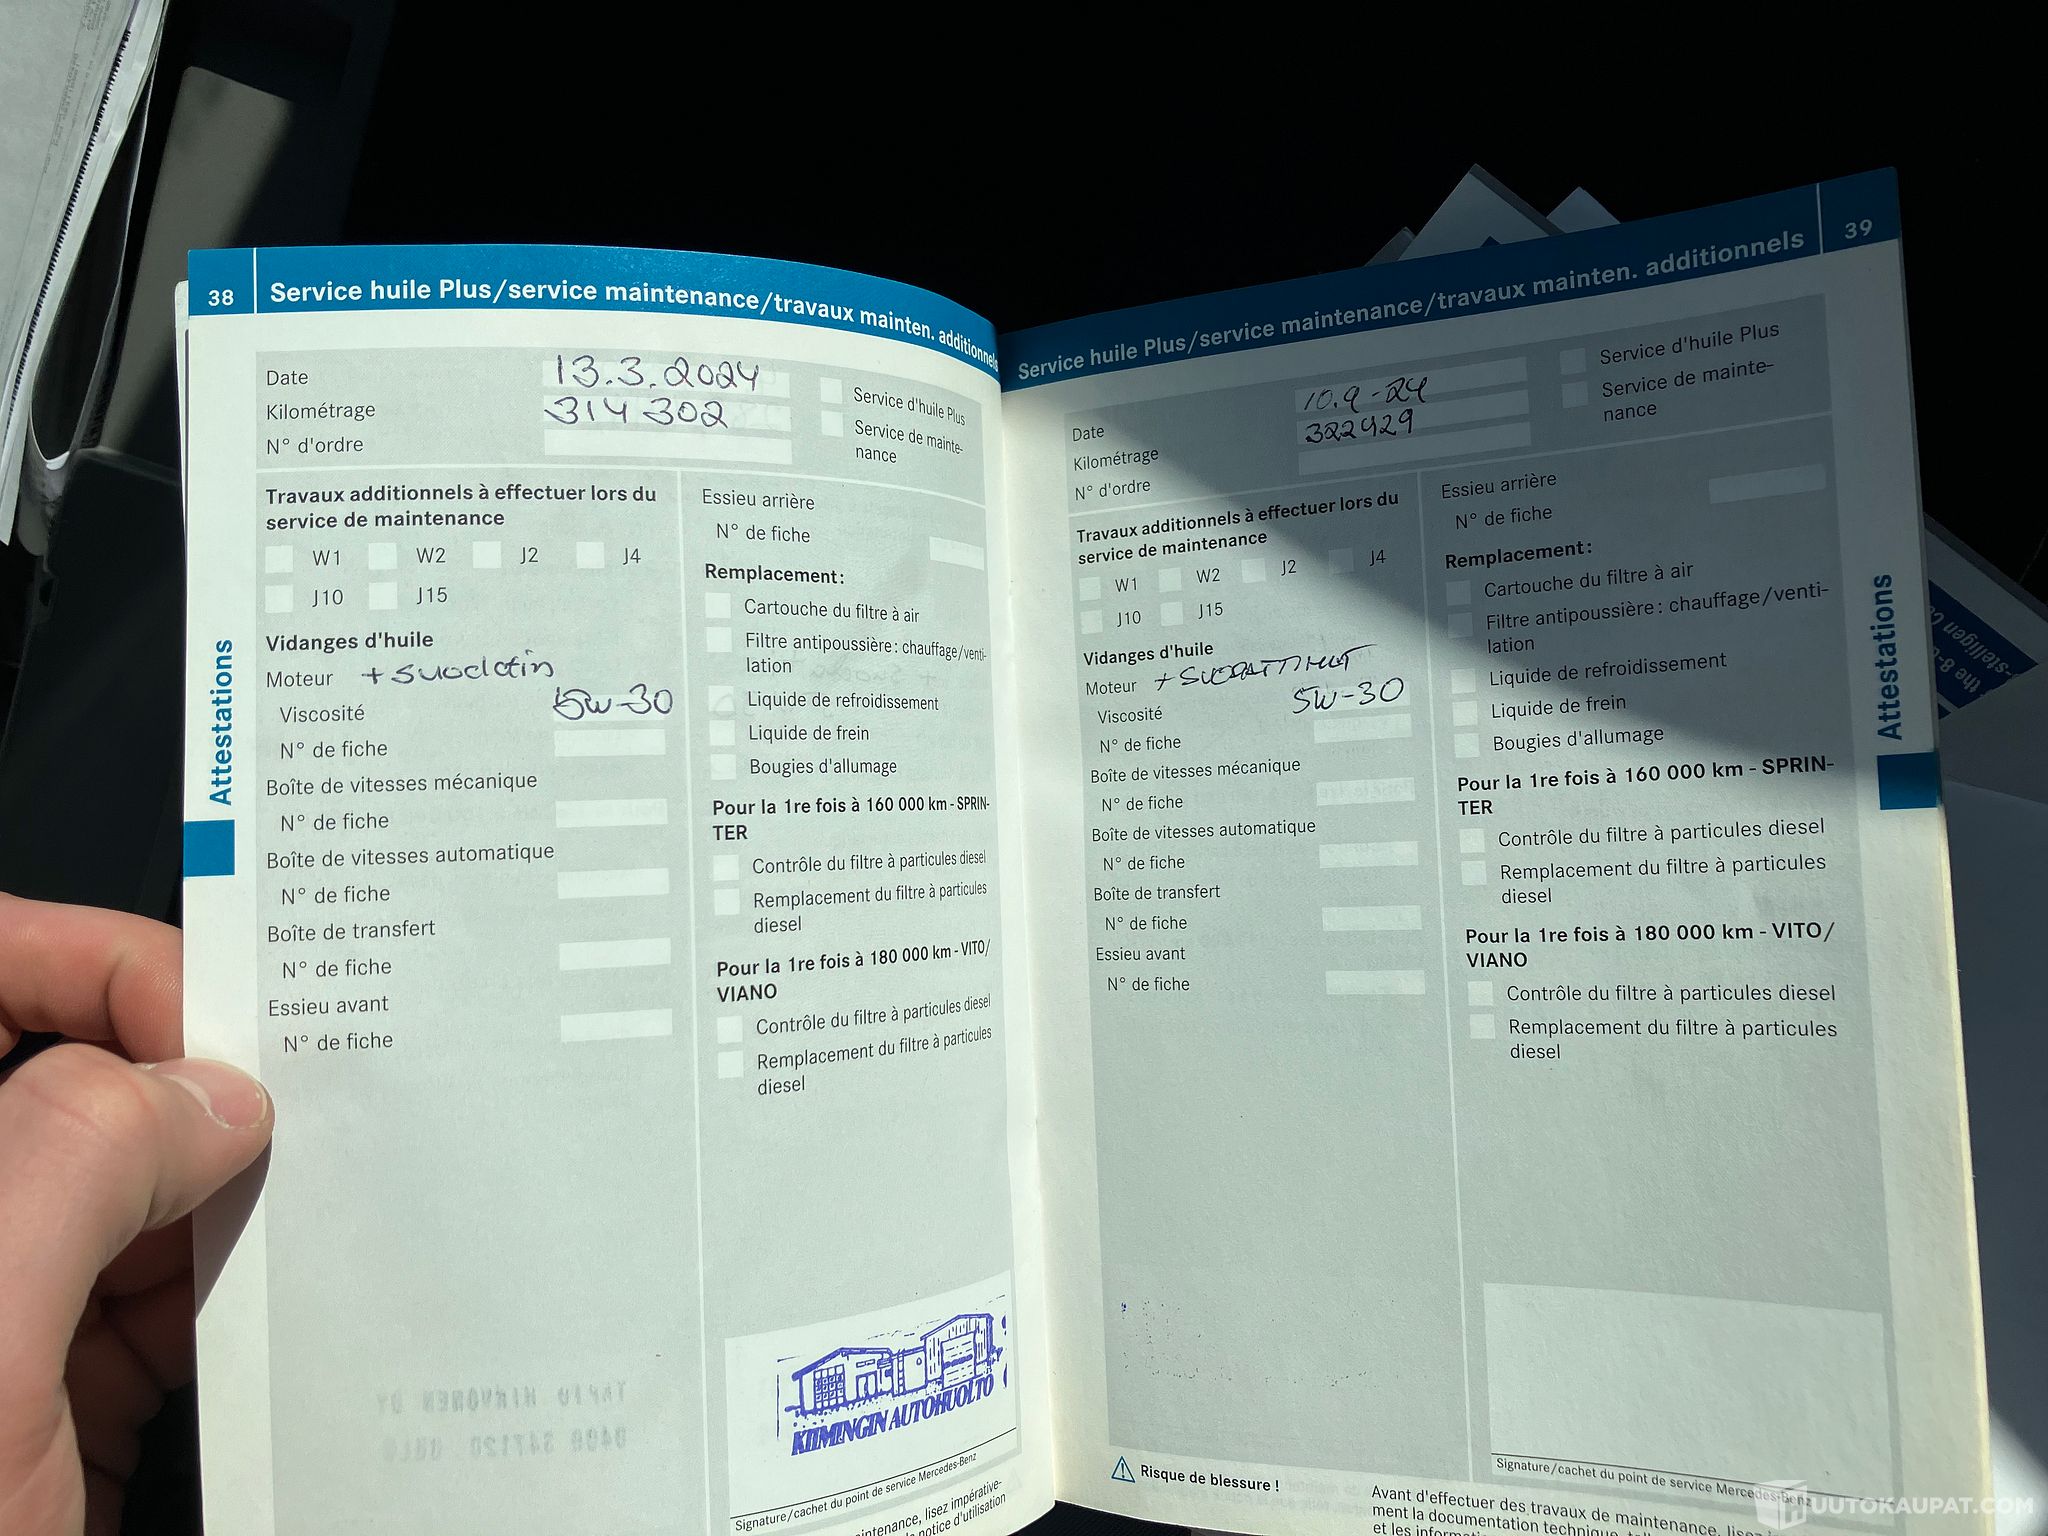 38
Service huile Plus/service maintenance/travaux mainten. additionnels
Date 13.3.2024
Kilométrage 314 302
N° d'ordre
Service d'huile Plus
Service de mainte-
nance
Travaux additionnels à effectuer lors du
service de maintenance
W1 W2 J2 J4
J10 J15
Vidanges d'huile
Moteur + suodatin
Viscosité 5W-30
N° de fiche
Boîte de vitesses mécanique
N° de fiche
Boîte de vitesses automatique
N° de fiche
Boîte de transfert
N° de fiche
Essieu avant
N° de fiche
Essieu arrière
N° de fiche
Remplacement:
Cartouche du filtre à air
Filtre antipoussière: chauffage/venti-
lation
Liquide de refroidissement
Liquide de frein
Bougies d'allumage
Pour la 1re fois à 160 000 km - SPRIN-
TER
Contrôle du filtre à particules diesel
Remplacement du filtre à particules
diesel
Pour la 1re fois à 180 000 km - VITO/
VIANO
Contrôle du filtre à particules diesel
Remplacement du filtre à particules
diesel
KIIMINGIN AUTOHUOLTO
Signature/cachet du point de service Mercedes-Benz
maintenance, lisez impérative-
notice d'utilisation
Attestations
39
Service huile Plus/service maintenance/travaux mainten. additionnels
Date 10.9-24
Kilométrage 322929
N° d'ordre
Service d'huile Plus
Service de mainte-
nance
Travaux additionnels à effectuer lors du
service de maintenance
W1 W2 J2 J4
J10 J15
Vidanges d'huile
Moteur
Viscosité 5W-30
N° de fiche
Boîte de vitesses mécanique
N° de fiche
Boîte de vitesses automatique
N° de fiche
Boîte de transfert
N° de fiche
Essieu avant
N° de fiche
Essieu arrière
N° de fiche
Remplacement:
Cartouche du filtre à air
Filtre antipoussière: chauffage/venti-
lation
Liquide de refroidissement
Liquide de frein
Bougies d'allumage
Pour la 1re fois à 160 000 km - SPRIN-
TER
Contrôle du filtre à particules diesel
Remplacement du filtre à particules
diesel
Pour la 1re fois à 180 000 km - VITO/
VIANO
Contrôle du filtre à particules diesel
Remplacement du filtre à particules
diesel
Signature/cachet du point de service Mercedes-Benz
Risque de blessure !
Avant d'effectuer des travaux de maintenance, lisez
ment la documentation technique
et les
Attestations
UUTOKAUPAT.COM